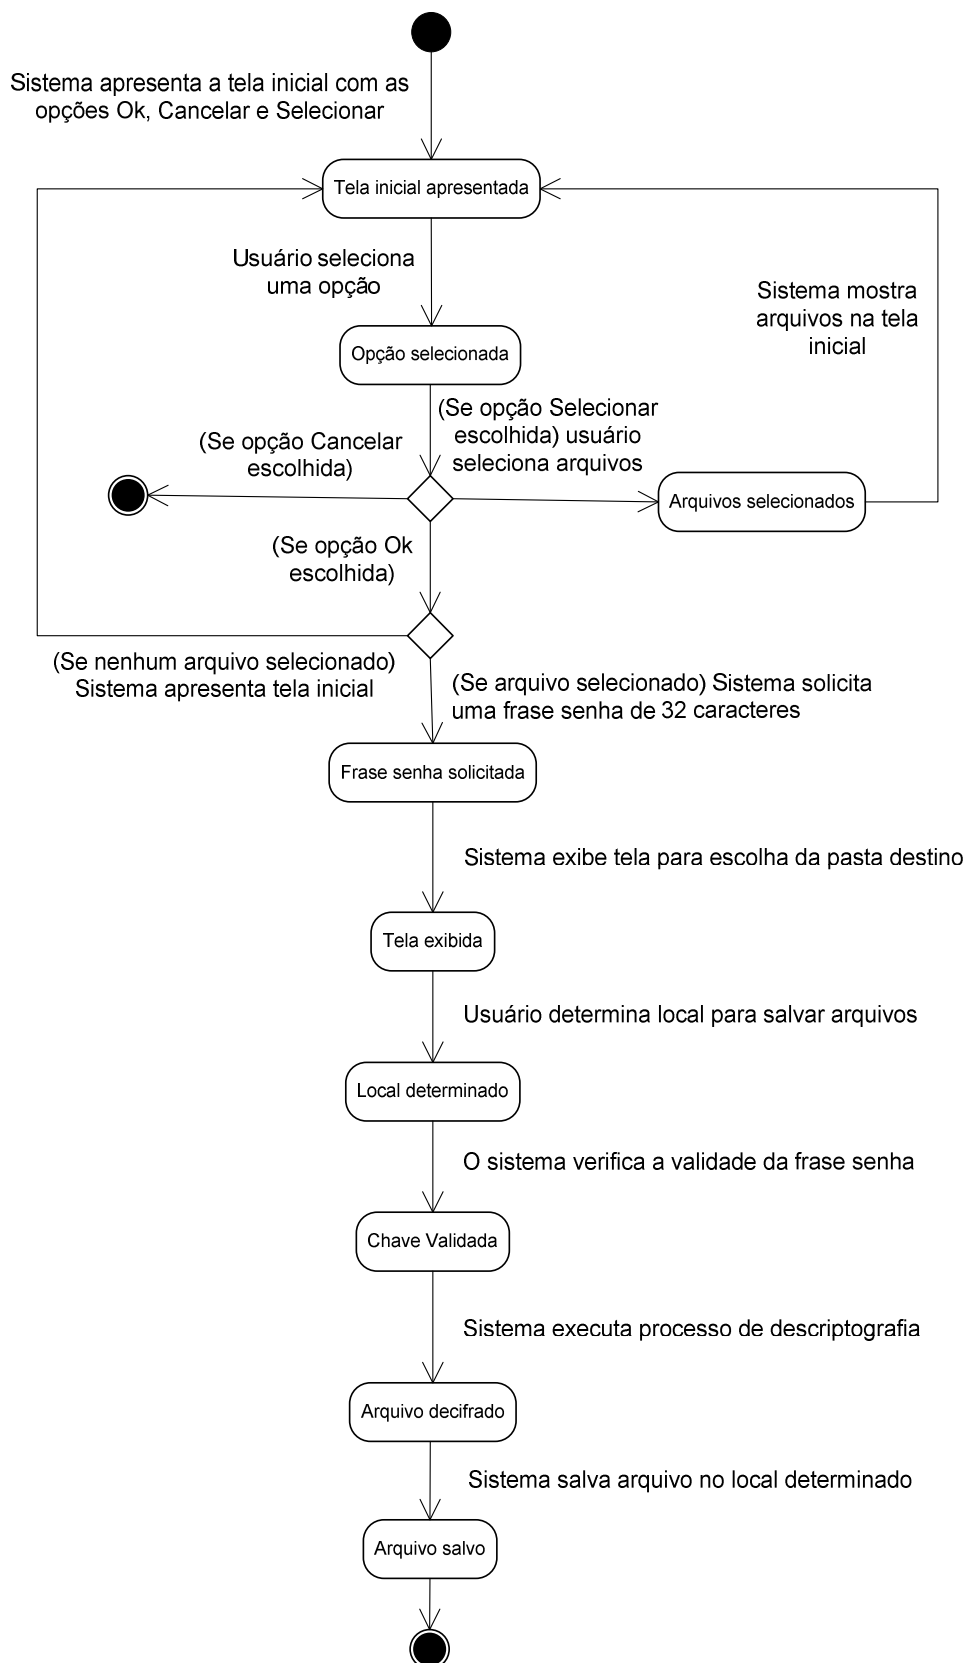 Sistema apresenta a tela inicial com as
opções Ok, Cancelar e Selecionar
Tela inicial apresentada
Usuário seleciona
uma opção
Sistema mostra
arquivos na tela
inicial
Opção selecionada
(Se opção Selecionar
escolhida) usuário
seleciona arquivos
(Se opção Cancelar
escolhida)
Arquivos selecionados
(Se opção Ok
escolhida)
(Se nenhum arquivo selecionado)
Sistema apresenta tela inicial
(Se arquivo selecionado) Sistema solicita
uma frase senha de 32 caracteres
Frase senha solicitada
Sistema exibe tela para escolha da pasta destino
Tela exibida
Usuário determina local para salvar arquivos
Local determinado
O sistema verifica a validade da frase senha
Chave Validada
Sistema executa processo de descriptografia
Arquivo decifrado
Sistema salva arquivo no local determinado
Arquivo salvo